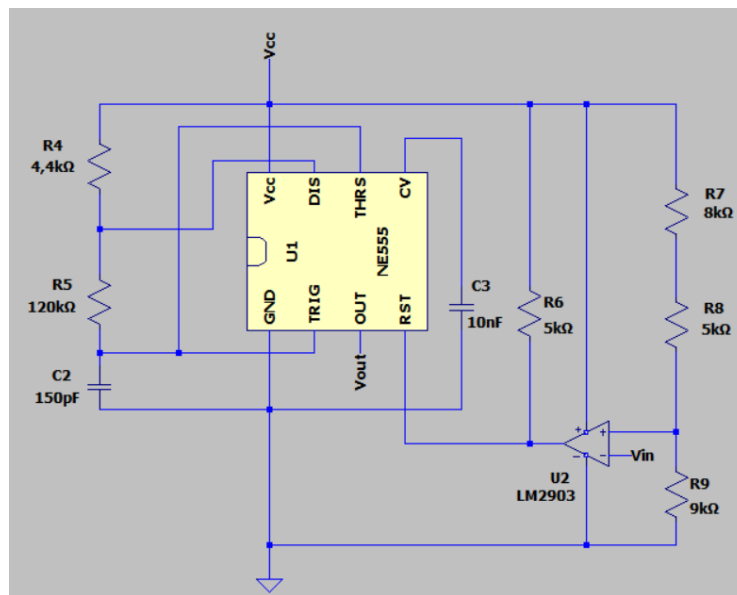 Vcc
R4
4,4kΩ
R5
120kΩ
C2
150pF
Vcc
DIS
THRS
CV
U1
NE555
GND
TRIG
OUT
RST
Vout
C3
10nF
R6
5kΩ
R7
8kΩ
R8
5kΩ
+
+
−
−
Vin
U2
LM2903
R9
9kΩ